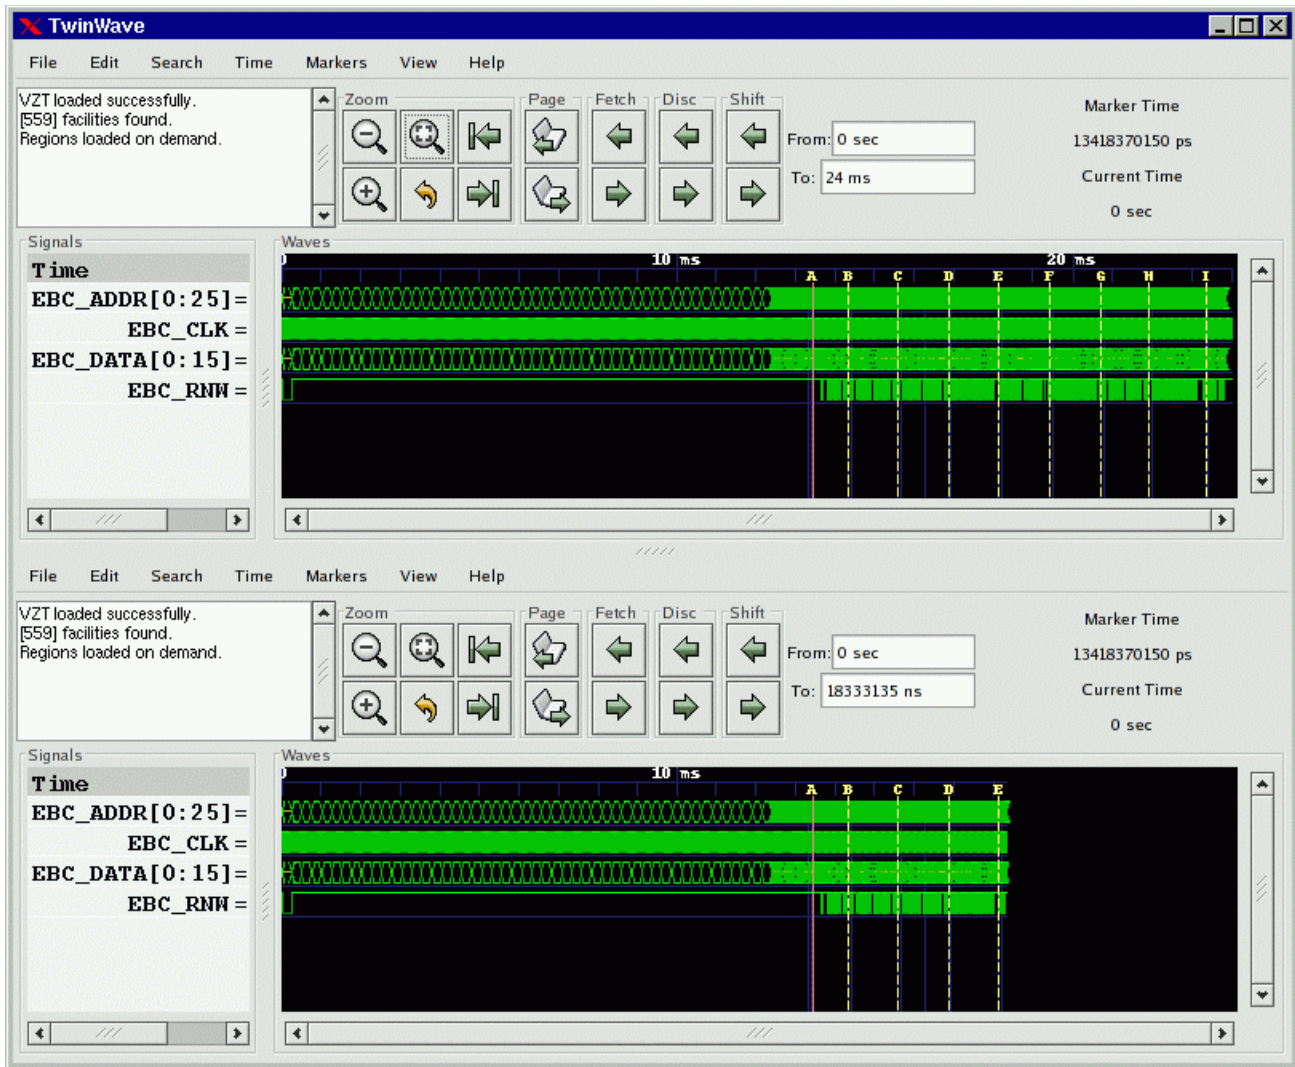 TwinWave
File Edit Search Time Markers View Help
VZT loaded successfully.
[559] facilities found.
Regions loaded on demand.
Zoom Page Fetch Disc Shift
From: 0 sec
To: 24 ms
Marker Time
13418370150 ps
Current Time
0 sec
Signals
Time
EBC_ADDR[0:25]=
EBC_CLK =
EBC_DATA[0:15]=
EBC_RNW =
Waves
0 10 ms 20 ms
A B C D E F G H I
File Edit Search Time Markers View Help
VZT loaded successfully.
[559] facilities found.
Regions loaded on demand.
Zoom Page Fetch Disc Shift
From: 0 sec
To: 18333135 ns
Marker Time
13418370150 ps
Current Time
0 sec
Signals
Time
EBC_ADDR[0:25]=
EBC_CLK =
EBC_DATA[0:15]=
EBC_RNW =
Waves
0 10 ms
A B C D E